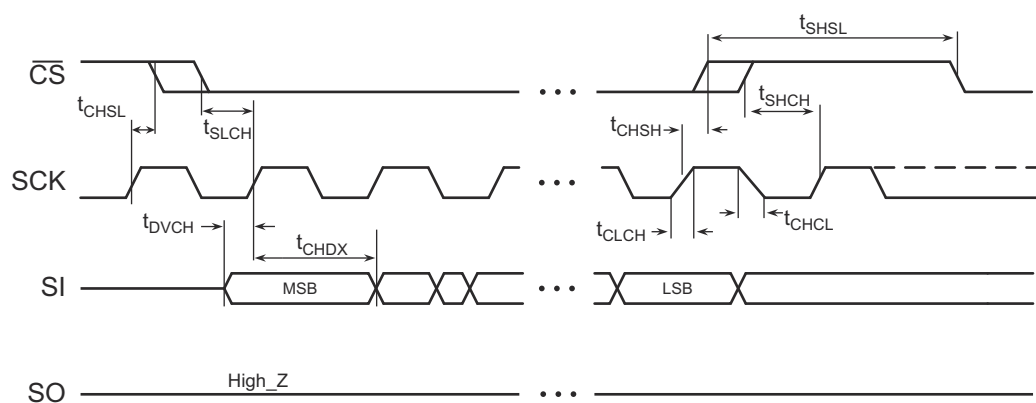 tSHSL
CS
tCHSL
tSLCH
tCHSH
tSHCH
SCK
tDVCH
tCHDX
tCLCH
tCHCL
SI
MSB
LSB
High_Z
SO